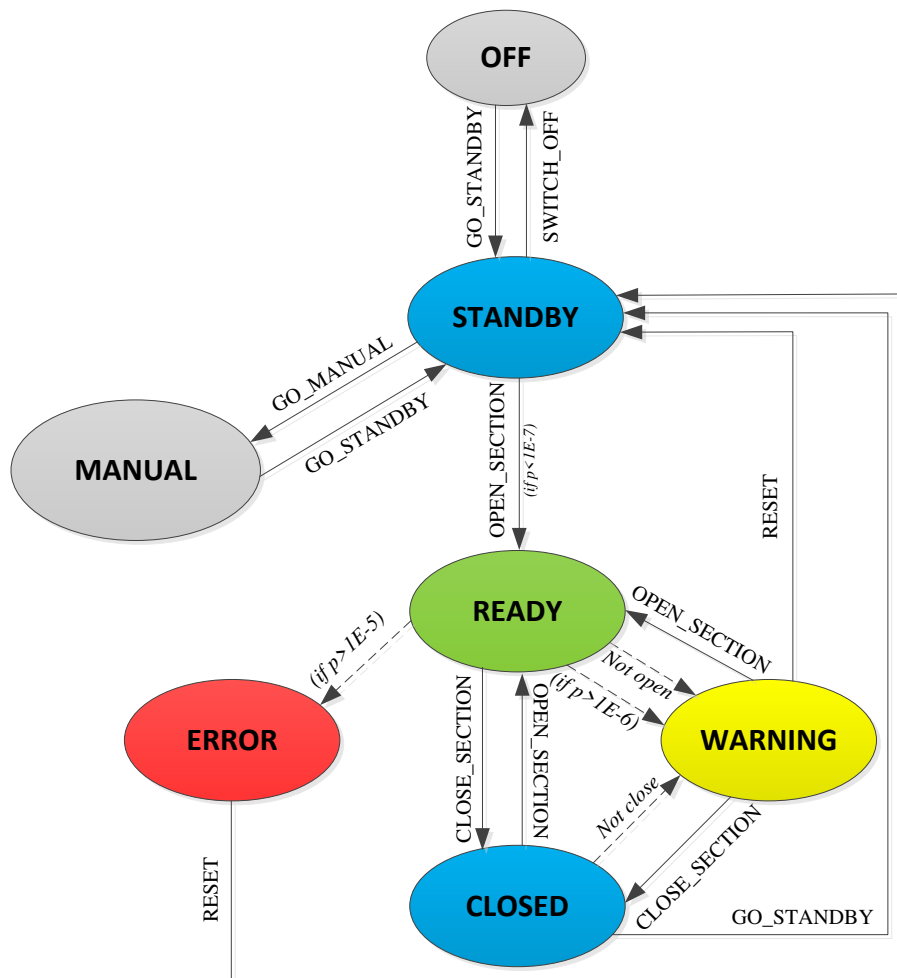 OFF
GO_STANDBY
SWITCH_OFF
STANDBY
GO_MANUAL
GO_STANDBY
MANUAL
OPEN_SECTION
(if p<1E-7)
RESET
READY
OPEN_SECTION
(if p>1E-5)
Not open
(if p>1E-6)
ERROR
WARNING
CLOSE_SECTION
OPEN_SECTION
Not close
CLOSE_SECTION
RESET
CLOSED
GO_STANDBY